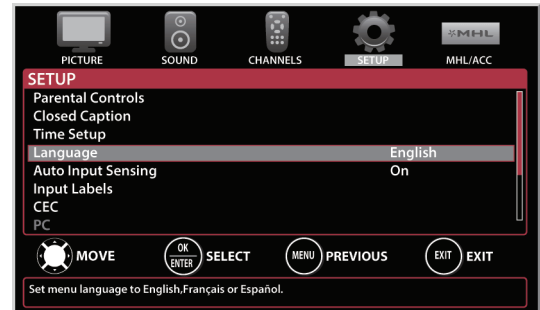 MHL
PICTURE SOUND CHANNELS SETUP MHL/ACC
SETUP
Parental Controls
Closed Caption
Time Setup
Language English
Auto Input Sensing On
Input Labels
CEC
PC
MOVE OK ENTER SELECT MENU PREVIOUS EXIT EXIT
Set menu language to English,Français or Español.